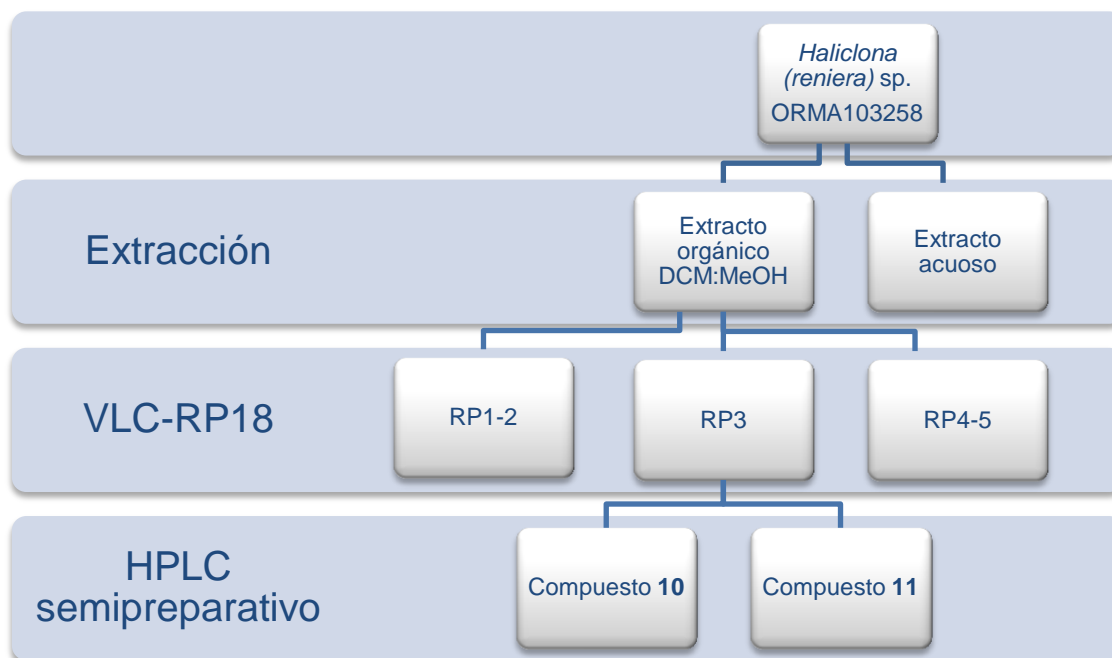 Haliclona
(reniera) sp.
ORMA103258
Extracción
Extracto
orgánico
DCM:MeOH
Extracto
acuoso
VLC-RP18
RP1-2
RP3
RP4-5
HPLC
semipreparativo
Compuesto 10
Compuesto 11